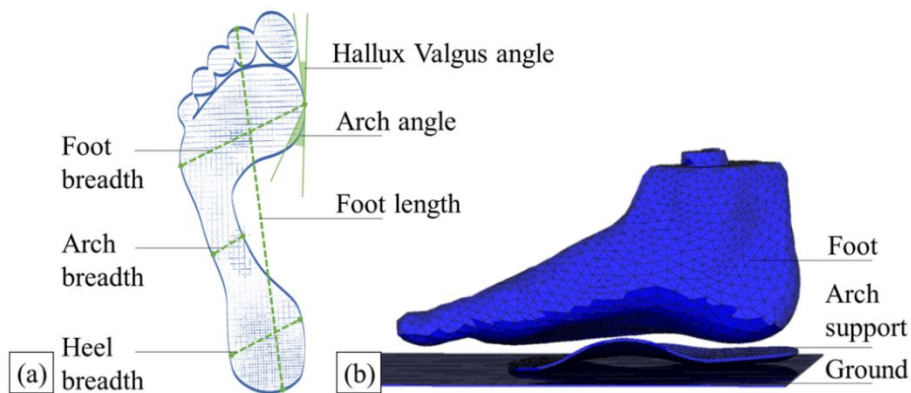 Hallux Valgus angle
Arch angle
Foot
breadth
Foot length
Arch
breadth
Heel
breadth
(a)
Foot
Arch
support
Ground
(b)